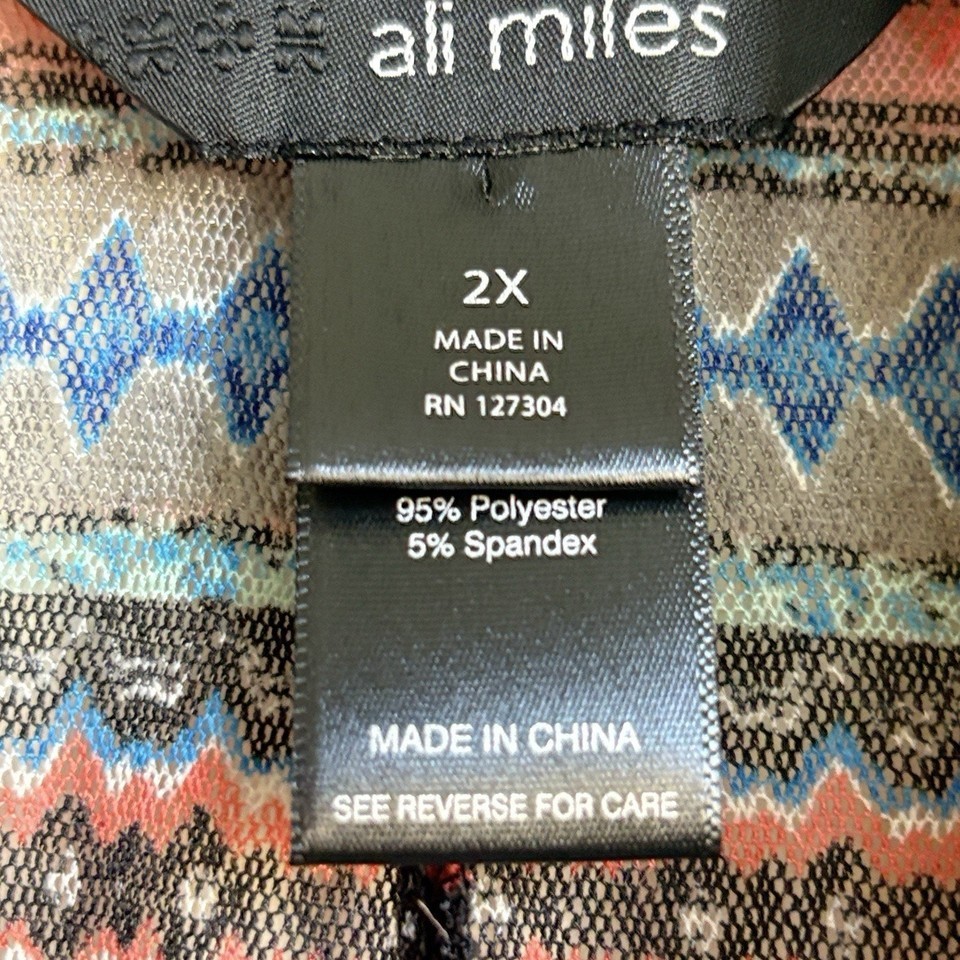 ali miles
2X
MADE IN
CHINA
RN 127304
95% Polyester
5% Spandex
MADE IN CHINA
SEE REVERSE FOR CARE